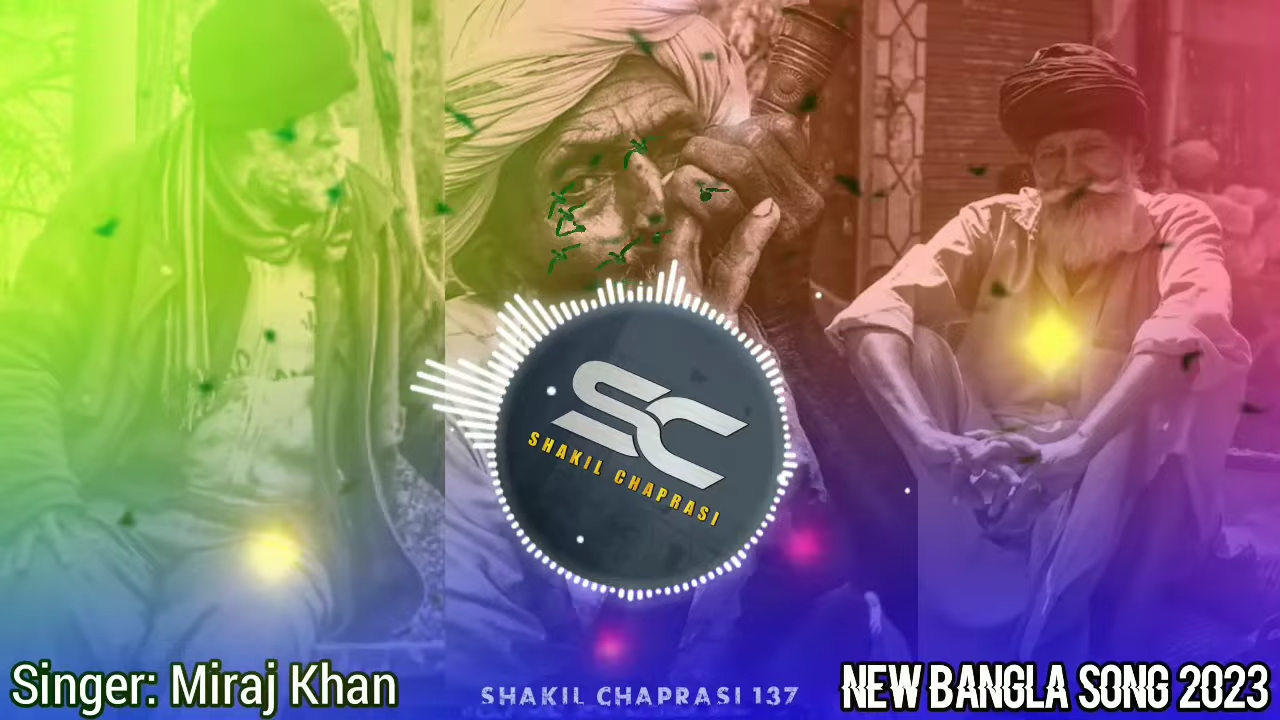 SC
SHAKIL CHAPRASI
Singer: Miraj Khan
SHAKIL CHAPRASI 137
NEW BANGLA SONG 2023